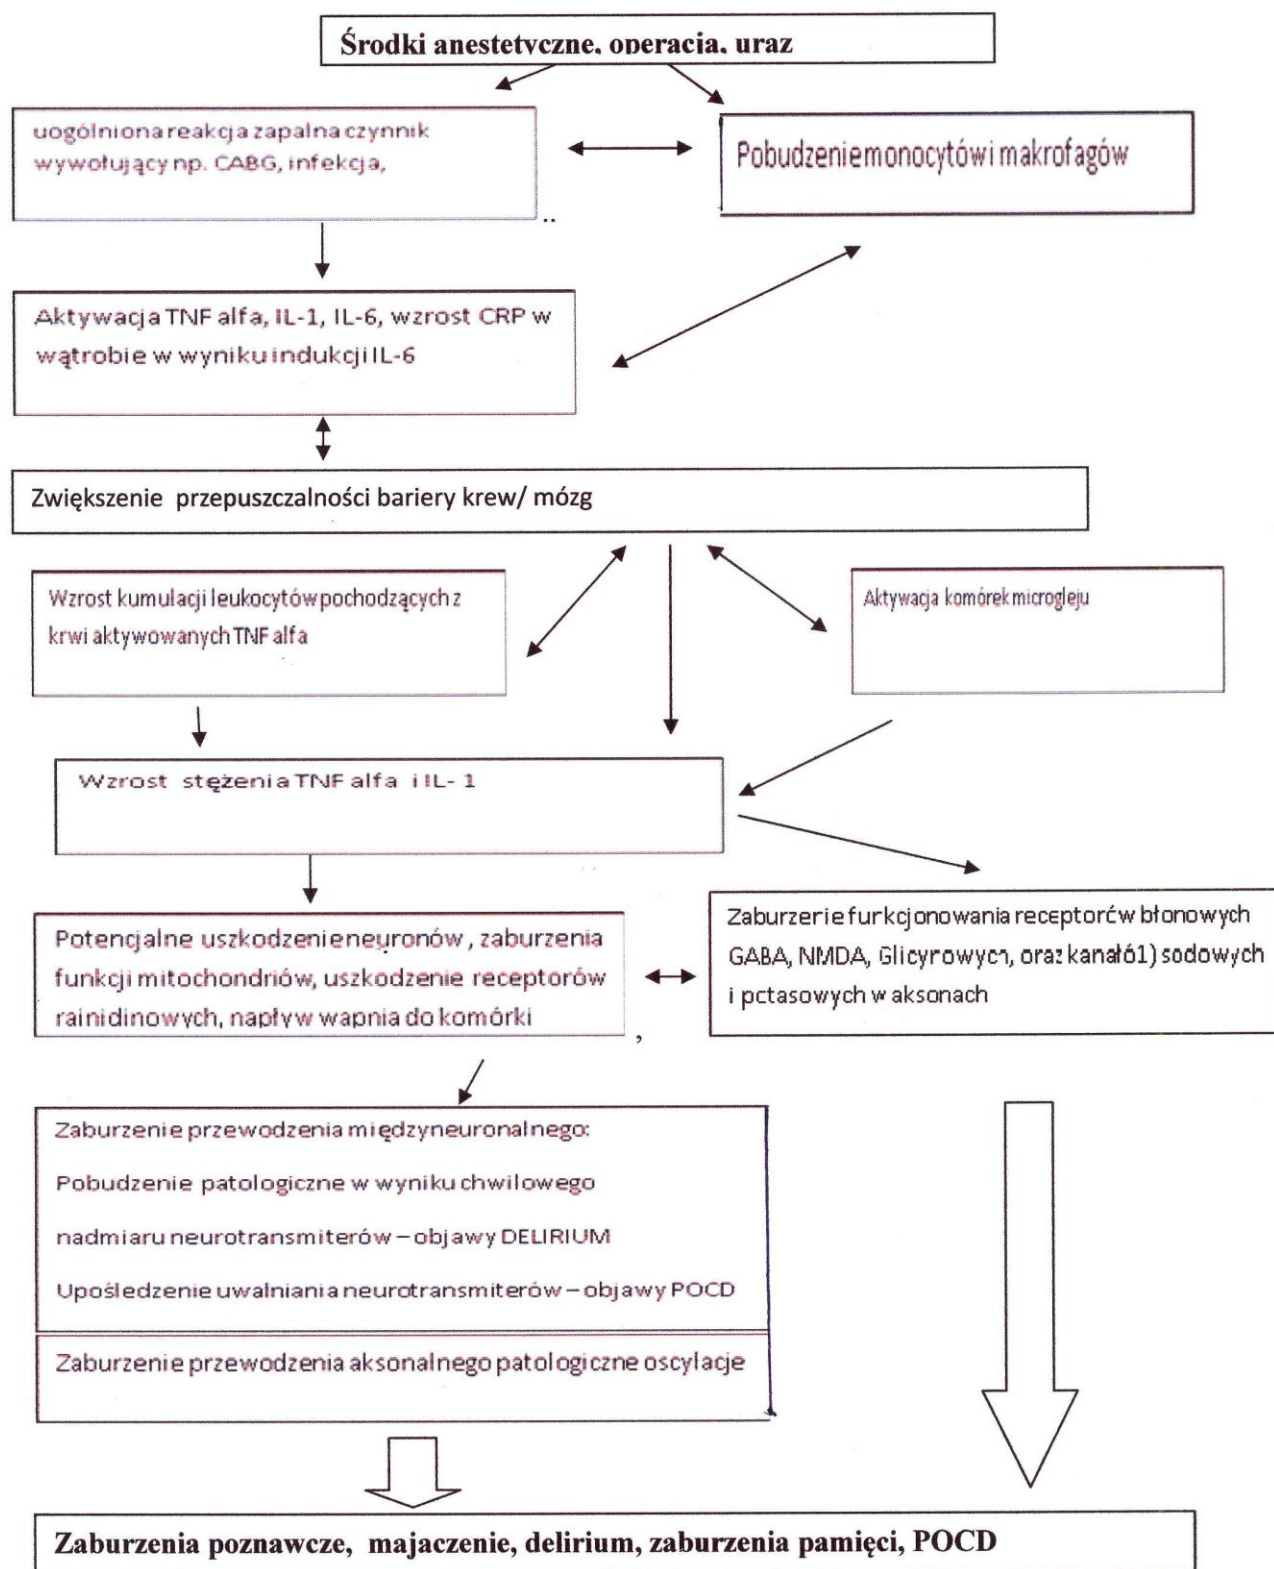 Środki anestetyczne, operacja, uraz
uogólniona reakcja zapalna czynnik
wywołujący np. CABG, infekcja,
..
Pobudzenie monocytów i makrofagów
Aktywacja TNF alfa, IL-1, IL-6, wzrost CRP w
wątrobie w wyniku indukcji IL-6
Zwiększenie przepuszczalności bariery krew/ mózg
Wzrost kumulacji leukocytów pochodzących z
krwi aktywowanych TNF alfa
Aktywacja komórek microgleju
Wzrost stężenia TNF alfa i IL- 1
Potencjalne uszkodzenie neuronów, zaburzenia
funkcji mitochondriów, uszkodzenie receptorów
rainidinowych, napływ wapnia do komórki
,
Zaburzerie furkcjonowania receptorćw błonowych
GABA, NMDA, Glicyrowych, oraz kanałó1) sodowych
i pctasowych w aksonach
Zaburzenie przewodzenia międzyneuronalnego:
Pobudzenie patologiczne w wyniku chwilowego
nadmiaru neurotransmiterów – objawy DELIRIUM
Upośledzenie uwalniania neurotransmiterów – objawy POCD
Zaburzenie przewodzenia aksonalnego patologiczne oscylacje
Zaburzenia poznawcze, majaczenie, delirium, zaburzenia pamięci, POCD